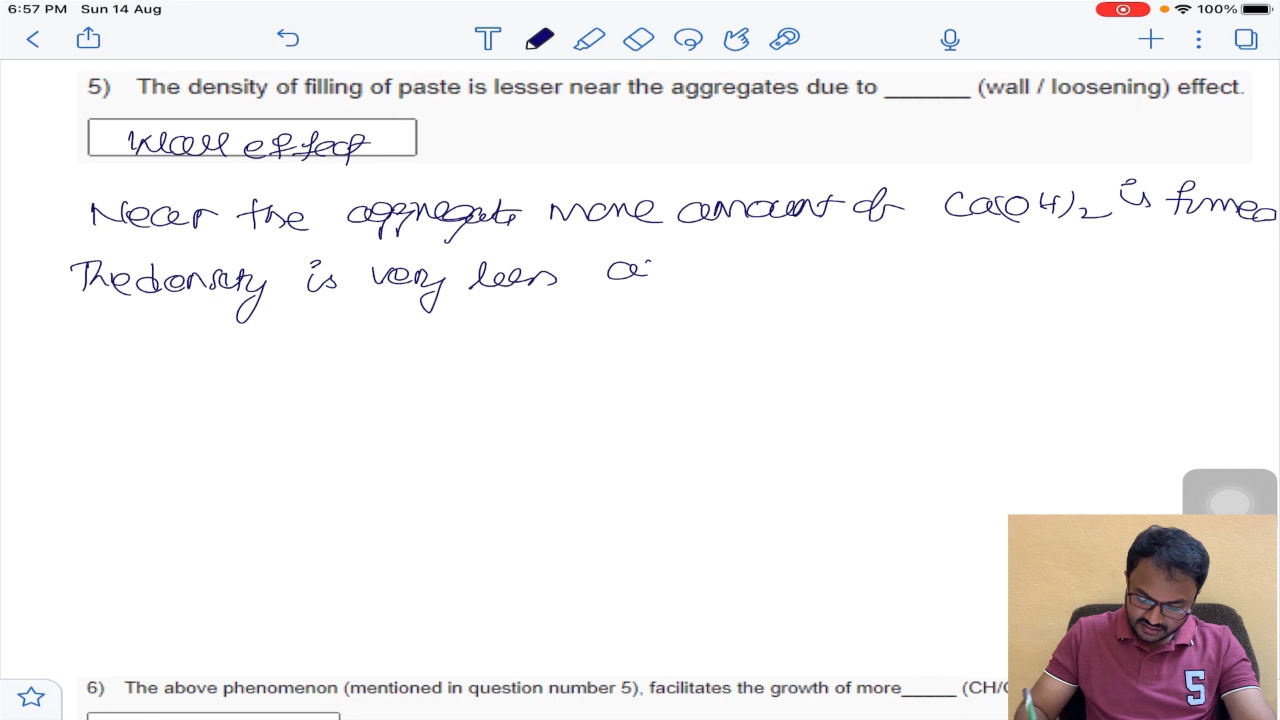 6:57 PM Sun 14 Aug 100%
5) The density of filling of paste is lesser near the aggregates due to _______ (wall / loosening) effect.
Wall effect
Near the aggregate more amount of Ca(OH)2 is formed
The density is very less
6) The above phenomenon (mentioned in question number 5), facilitates the growth of more_____ (CH/
5